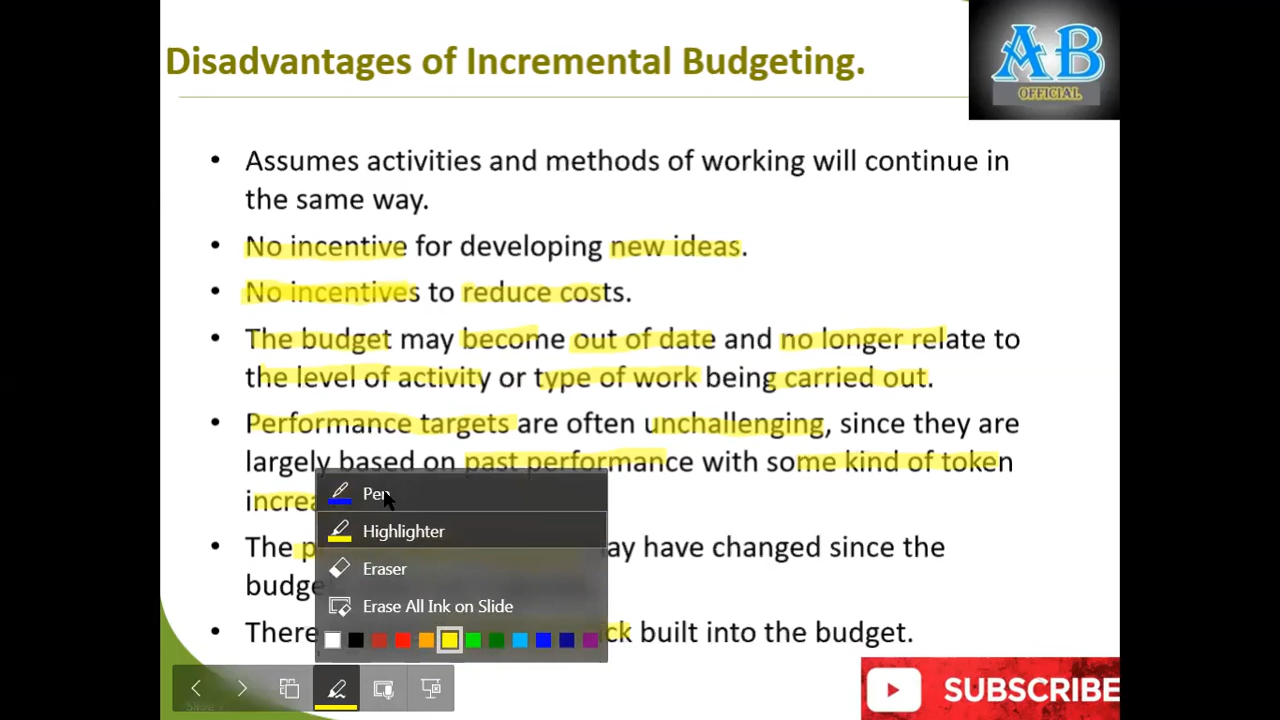 Disadvantages of Incremental Budgeting.
AB
OFFICIAL
• Assumes activities and methods of working will continue in
the same way.
• No incentive for developing new ideas.
• No incentives to reduce costs.
• The budget may become out of date and no longer relate to
the level of activity or type of work being carried out.
• Performance targets are often unchallenging, since they are
largely based on past performance with some kind of token
Pen
Highlighter
• The have changed since the
Eraser
Erase All Ink on Slide
• There built into the budget.
SUBSCRIBE